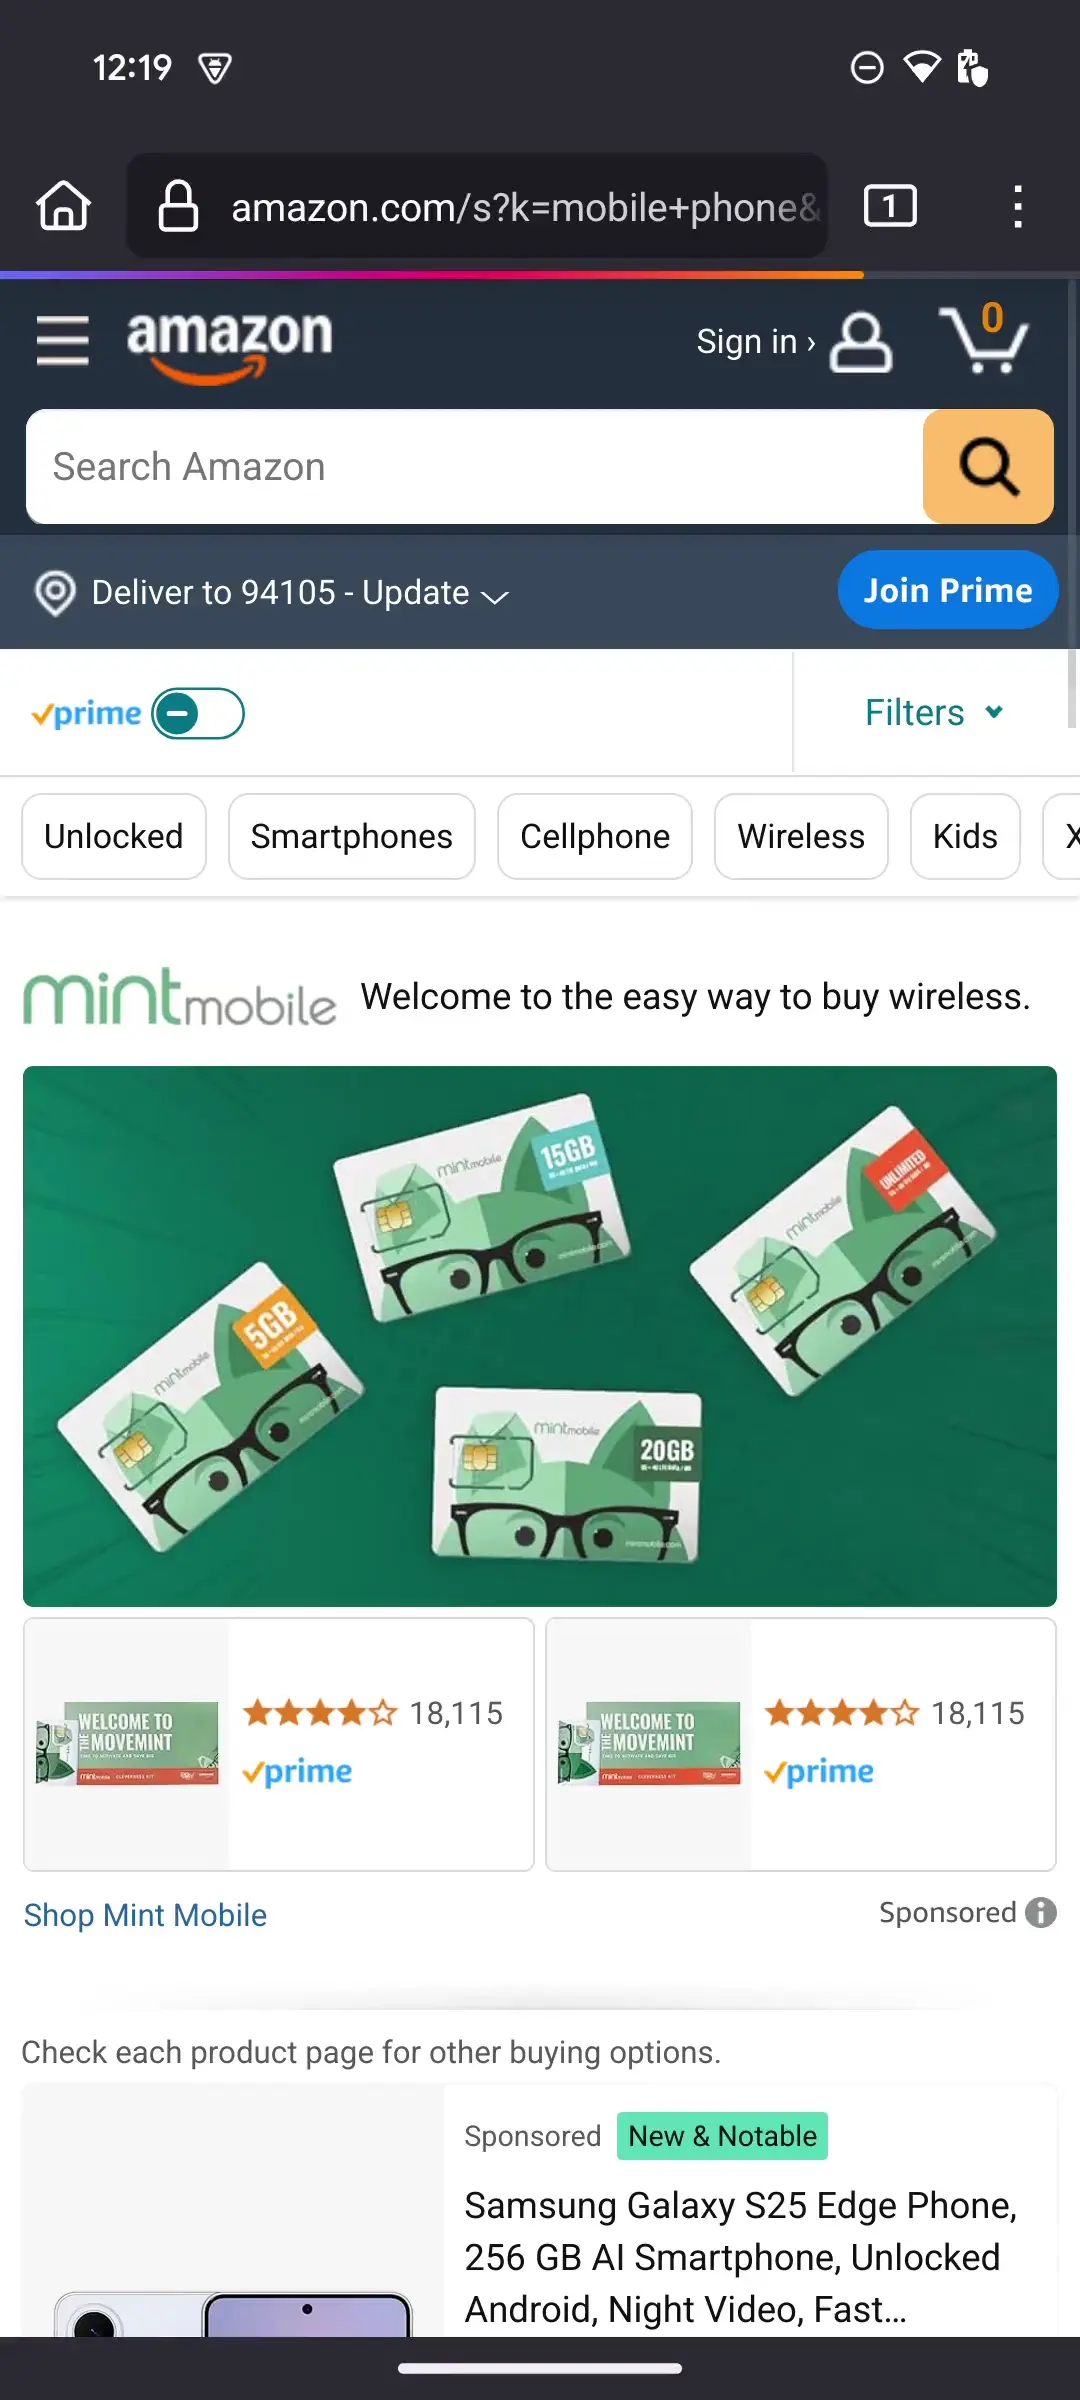 12:19
amazon.com/s?k=mobile+phone&
1
amazon
Sign in ›
0
Search Amazon
Deliver to 94105 - Update
Join Prime
prime
Filters
Unlocked
Smartphones
Cellphone
Wireless
Kids
X
mintmobile
Welcome to the easy way to buy wireless.
mintmobile
15GB
mintmobile
UNLIMITED
mintmobile
5GB
mintmobile
20GB
WELCOME TO
THE MOVEMINT
18,115
prime
WELCOME TO
THE MOVEMINT
18,115
prime
Shop Mint Mobile
Sponsored
Check each product page for other buying options.
Sponsored
New & Notable
Samsung Galaxy S25 Edge Phone,
256 GB AI Smartphone, Unlocked
Android, Night Video, Fast…